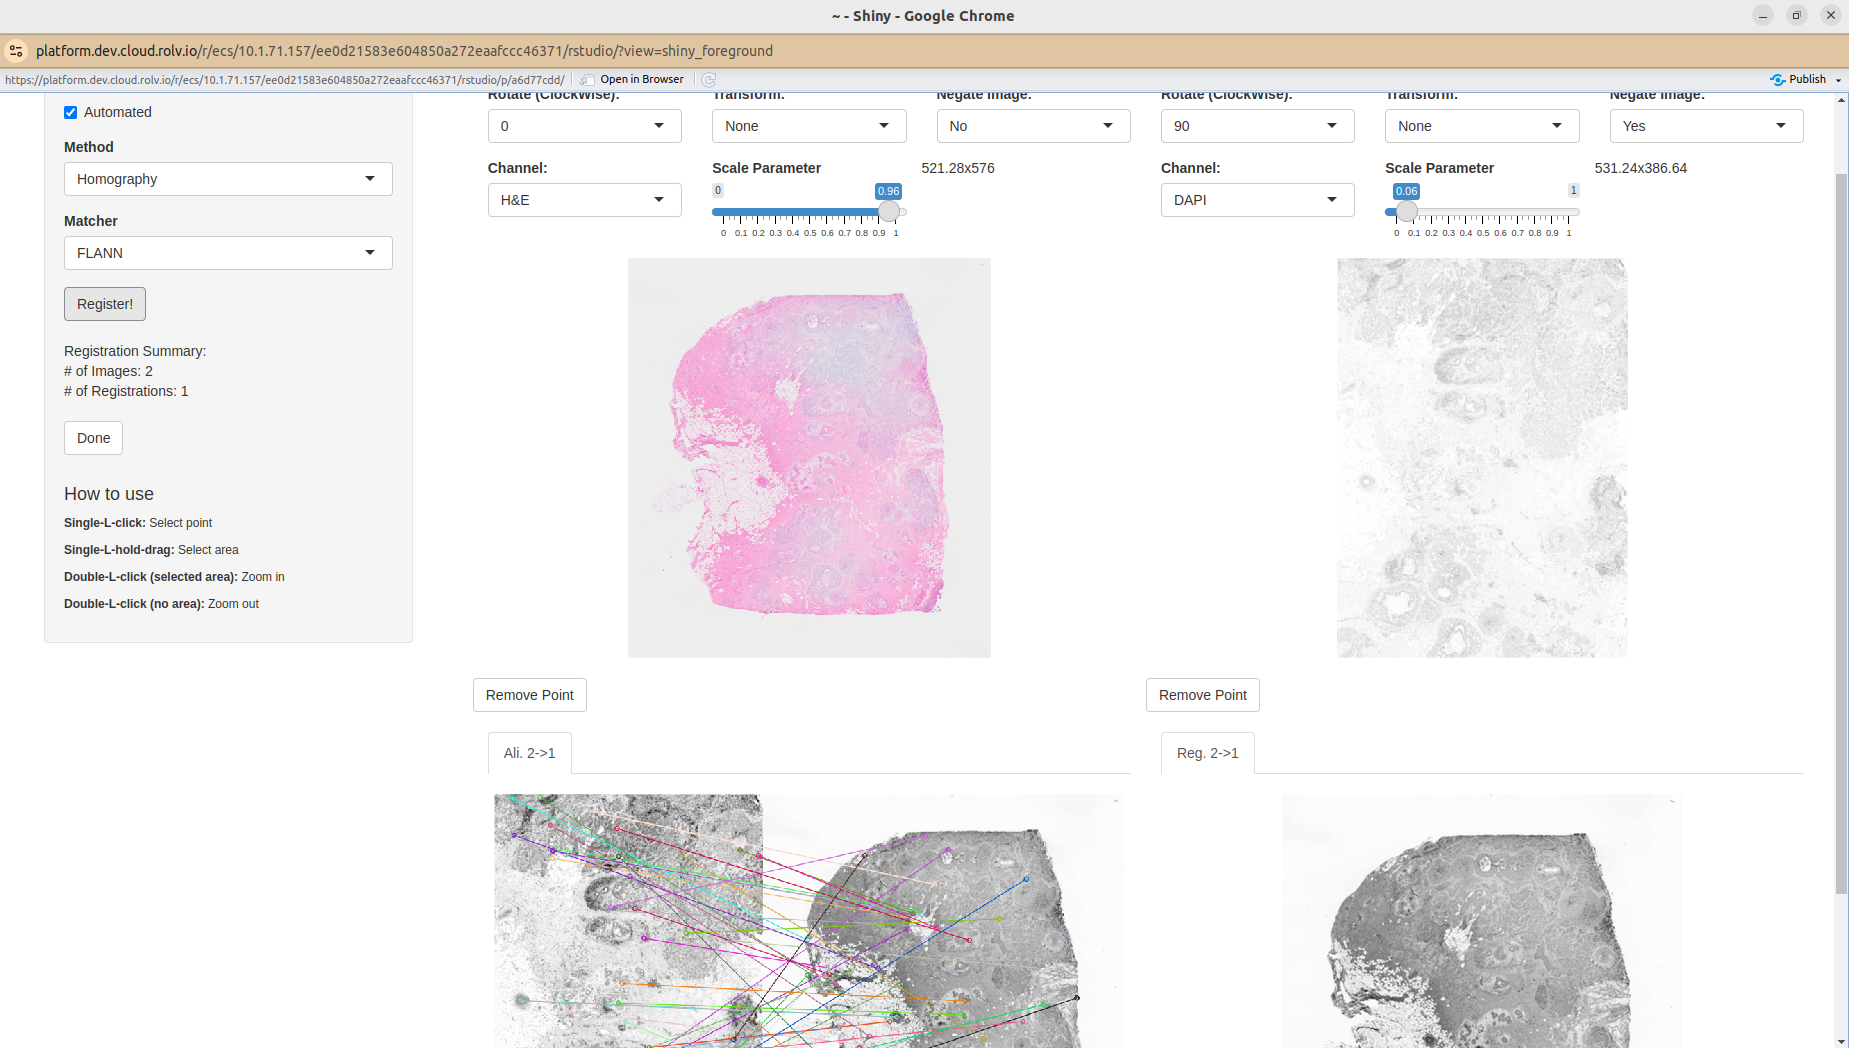 ~ - Shiny - Google Chrome
platform.dev.cloud.rolv.io/r/ecs/10.1.71.157/ee0d21583e604850a272eaafccc46371/rstudio/?view=shiny_foreground
https://platform.dev.cloud.rolv.io/r/ecs/10.1.71.157/ee0d21583e604850a272eaafccc46371/rstudio/p/a6d77cdd/ Open in Browser Publish
Automated
Method
Homography
Matcher
FLANN
Register!
Registration Summary:
# of Images: 2
# of Registrations: 1
Done
How to use
Single-L-click: Select point
Single-L-hold-drag: Select area
Double-L-click (selected area): Zoom in
Double-L-click (no area): Zoom out
Rotate (ClockWise): Transform: Negate Image:
0 None No
Channel: Scale Parameter 521.28x576
H&E 0 0.96
0 0.1 0.2 0.3 0.4 0.5 0.6 0.7 0.8 0.9 1
Remove Point
Ali. 2->1
Rotate (ClockWise): Transform: Negate Image:
90 None Yes
Channel: Scale Parameter 531.24x386.64
DAPI 0.06 1
0 0.1 0.2 0.3 0.4 0.5 0.6 0.7 0.8 0.9 1
Remove Point
Reg. 2->1